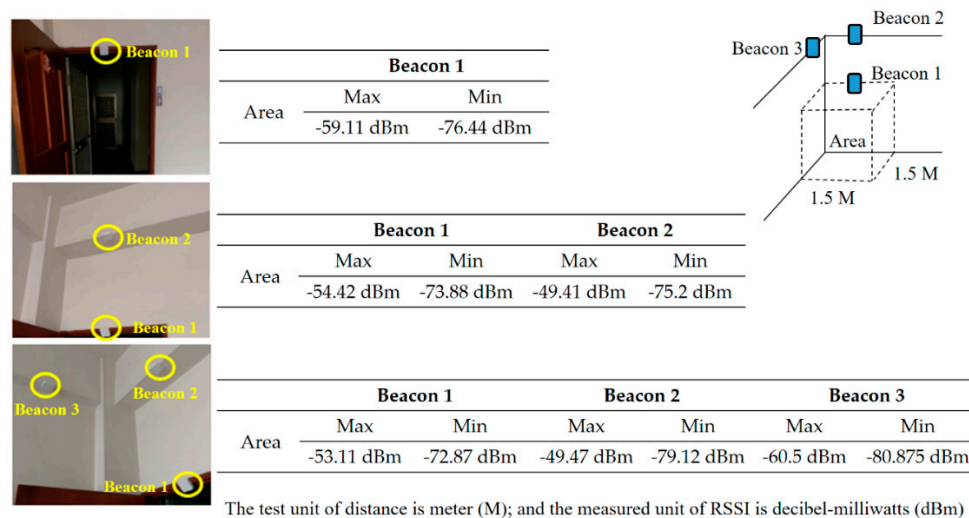 Beacon 1
Beacon 1
Area
Max Min
-59.11 dBm -76.44 dBm
Beacon 2
Beacon 3
Beacon 1
Area
1.5 M
1.5 M
Beacon 2
Beacon 1
Beacon 1 Beacon 2
Area
Max Min Max Min
-54.42 dBm -73.88 dBm -49.41 dBm -75.2 dBm
Beacon 3
Beacon 2
Beacon 1
Beacon 1 Beacon 2 Beacon 3
Area
Max Min Max Min Max Min
-53.11 dBm -72.87 dBm -49.47 dBm -79.12 dBm -60.5 dBm -80.875 dBm
The test unit of distance is meter (M); and the measured unit of RSSI is decibel-milliwatts (dBm)